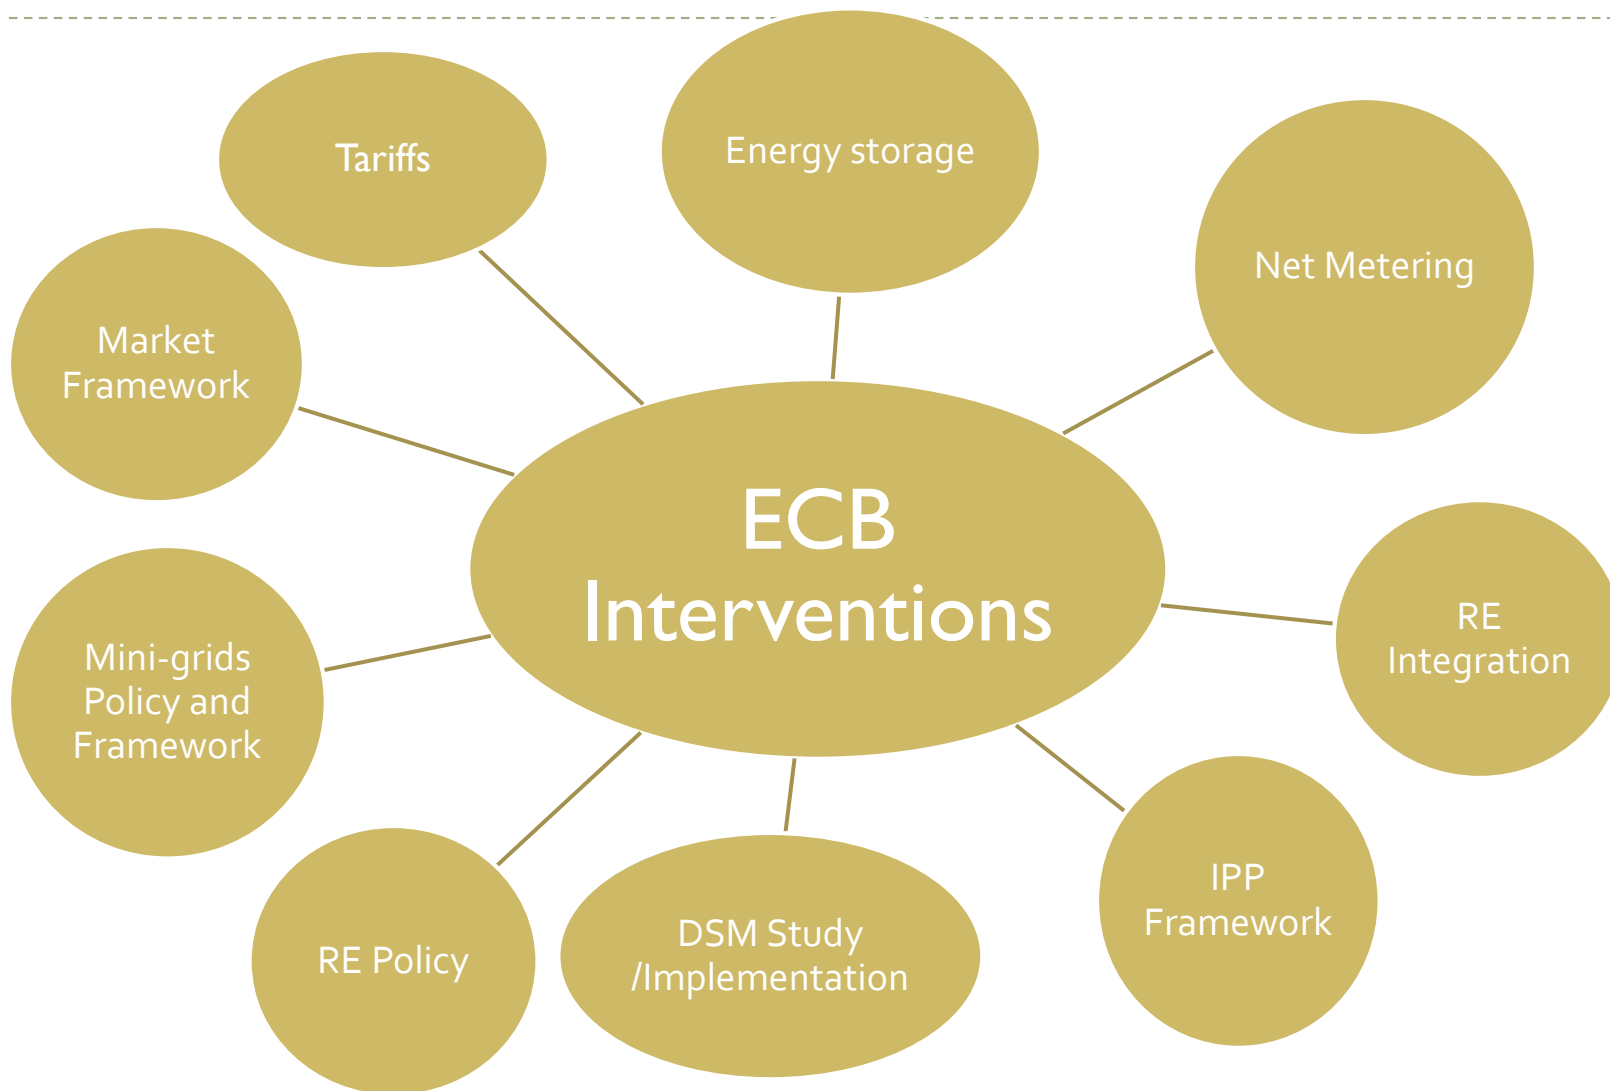 Tariffs
Energy storage
Net Metering
Market
Framework
ECB
Interventions
RE
Integration
Mini-grids
Policy and
Framework
IPP
Framework
RE Policy
DSM Study
/Implementation